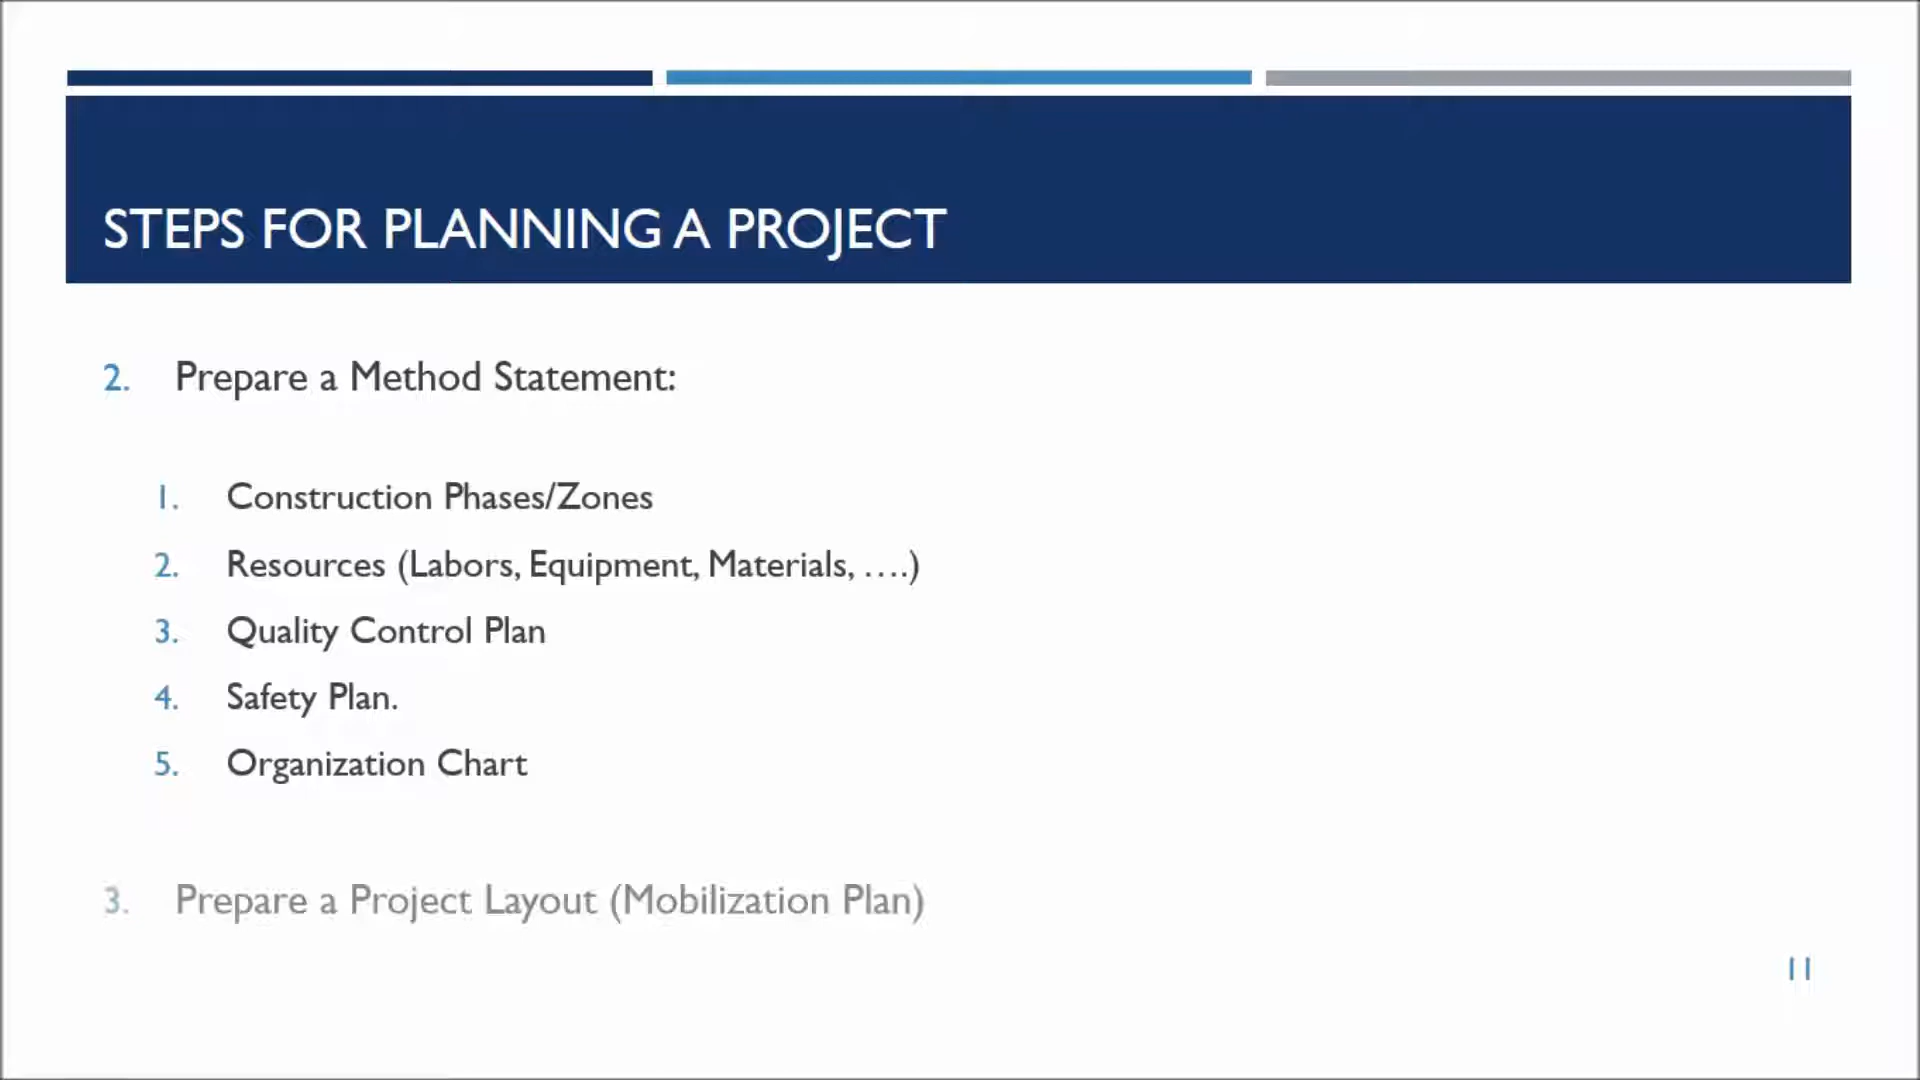 STEPS FOR PLANNING A PROJECT
2. Prepare a Method Statement:
1. Construction Phases/Zones
2. Resources (Labors, Equipment, Materials, ....)
3. Quality Control Plan
4. Safety Plan.
5. Organization Chart
3. Prepare a Project Layout (Mobilization Plan)
11